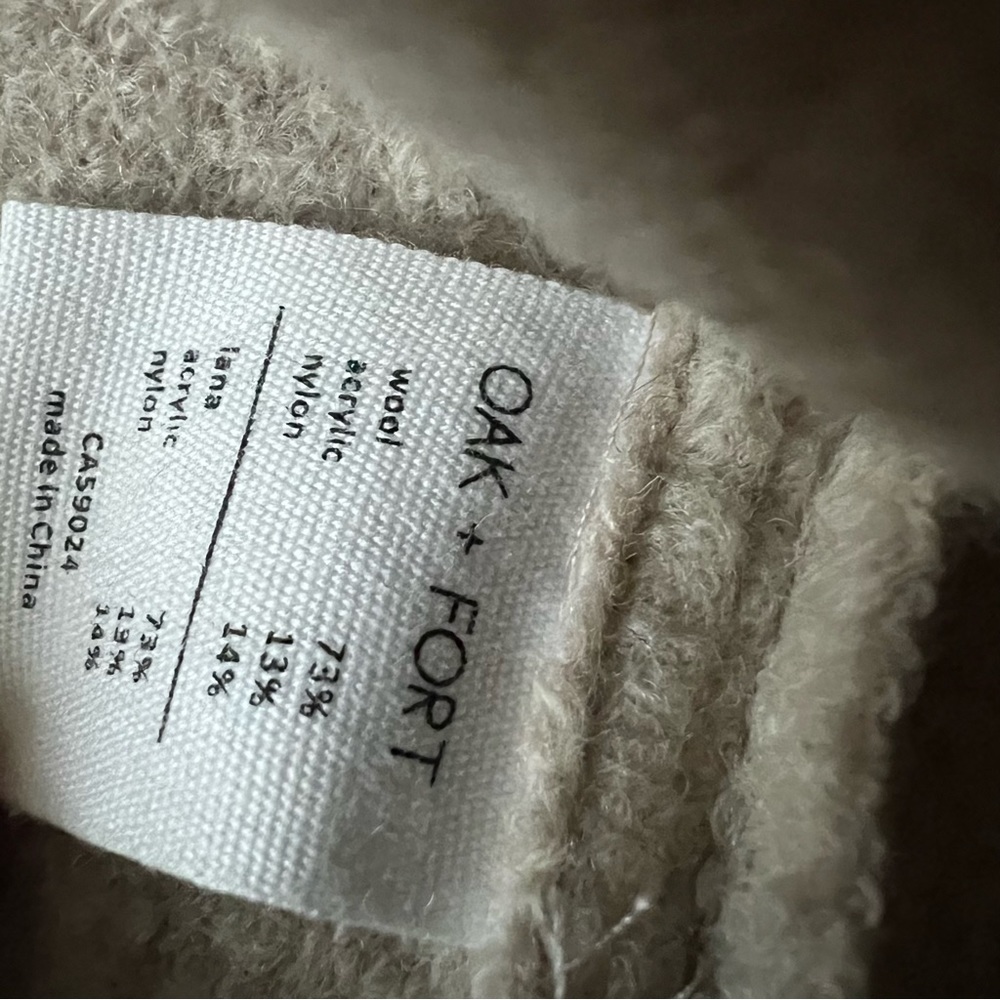 OAK + FORT
wool 73%
acrylic 13%
nylon 14%
lana 73%
acrylic 13%
nylon 14%
CA59024
made in China